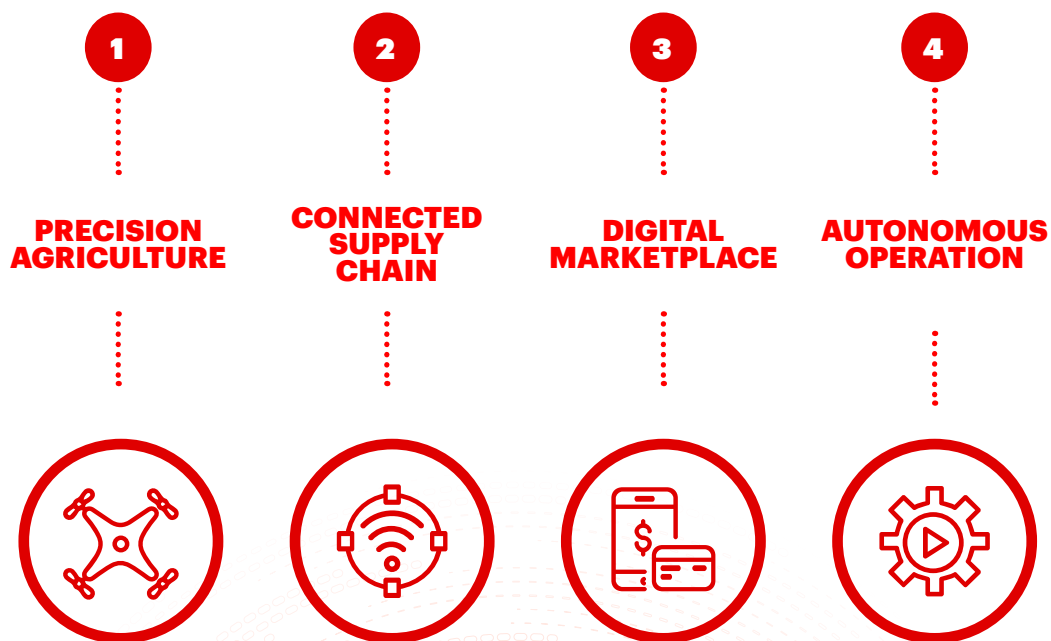 1
2
3
4
PRECISION
AGRICULTURE
CONNECTED
SUPPLY
CHAIN
DIGITAL
MARKETPLACE
AUTONOMOUS
OPERATION
$